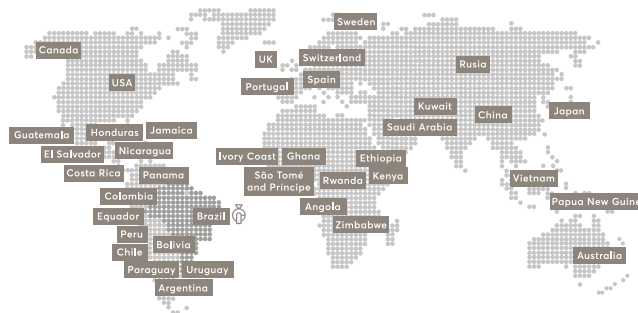 Sweden
Canada
UK
Switzerland
Rusia
USA
Spain
Portugal
Kuwait
China
Japan
Saudi Arabia
Guatemala
Honduras
Jamaica
El Salvador
Nicaragua
Costa Rica
Panama
Ivory Coast
Ghana
Ethiopia
São Tomé
and Príncipe
Rwanda
Kenya
Vietnam
Colombia
Angola
Papua New Guine
Equador
Brazil
Zimbabwe
Peru
Bolivia
Chile
Australia
Paraguay
Uruguay
Argentina